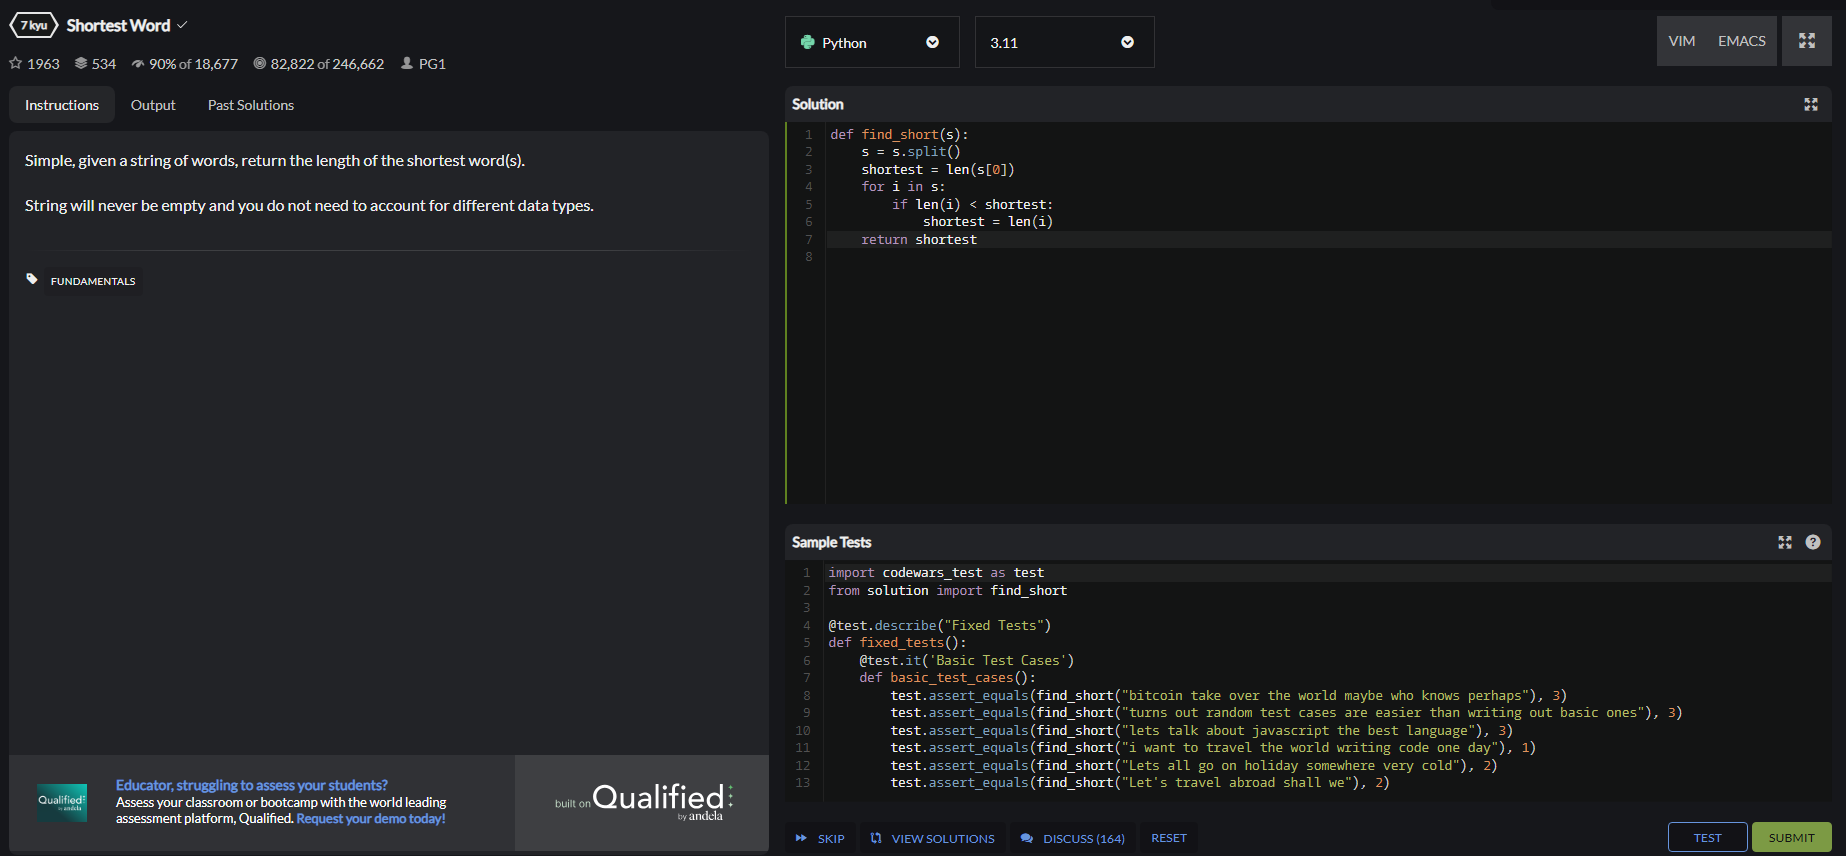 7 kyu Shortest Word
1963 534 90% of 18,677 82,822 of 246,662 PG1
Instructions Output Past Solutions
Simple, given a string of words, return the length of the shortest word(s).
String will never be empty and you do not need to account for different data types.
FUNDAMENTALS
Qualified
by andela
Educator, struggling to assess your students?
Assess your classroom or bootcamp with the world leading
assessment platform, Qualified. Request your demo today!
built on Qualified
by andela
Python 3.11 VIM EMACS
Solution
1 def find_short(s):
2     s = s.split()
3     shortest = len(s[0])
4     for i in s:
5         if len(i) < shortest:
6             shortest = len(i)
7     return shortest
8
Sample Tests ?
1 import codewars_test as test
2 from solution import find_short
3
4 @test.describe("Fixed Tests")
5 def fixed_tests():
6     @test.it('Basic Test Cases')
7     def basic_test_cases():
8         test.assert_equals(find_short("bitcoin take over the world maybe who knows perhaps"), 3)
9         test.assert_equals(find_short("turns out random test cases are easier than writing out basic ones"), 3)
10         test.assert_equals(find_short("lets talk about javascript the best language"), 3)
11         test.assert_equals(find_short("i want to travel the world writing code one day"), 1)
12         test.assert_equals(find_short("Lets all go on holiday somewhere very cold"), 2)
13         test.assert_equals(find_short("Let's travel abroad shall we"), 2)
SKIP VIEW SOLUTIONS DISCUSS (164) RESET TEST SUBMIT